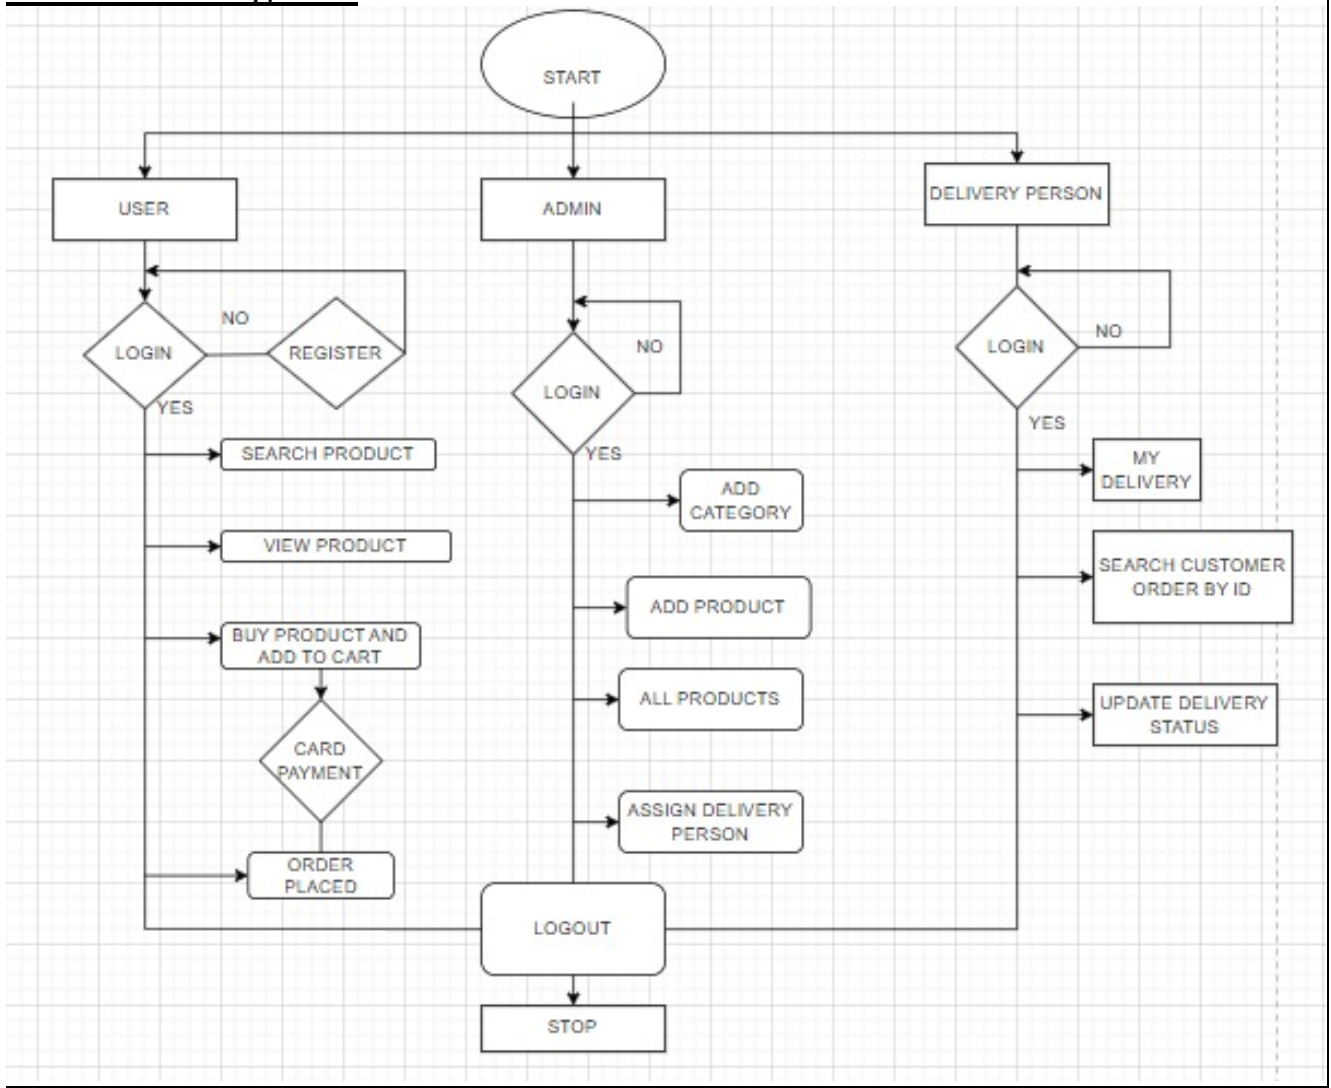 START
USER
ADMIN
DELIVERY PERSON
LOGIN
NO
REGISTER
YES
SEARCH PRODUCT
VIEW PRODUCT
BUY PRODUCT AND
ADD TO CART
CARD
PAYMENT
ORDER
PLACED
LOGIN
NO
YES
ADD
CATEGORY
ADD PRODUCT
ALL PRODUCTS
ASSIGN DELIVERY
PERSON
LOGIN
NO
YES
MY
DELIVERY
SEARCH CUSTOMER
ORDER BY ID
UPDATE DELIVERY
STATUS
LOGOUT
STOP